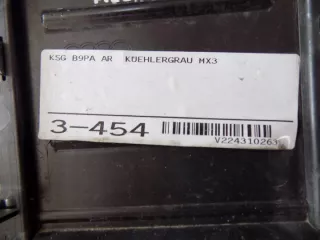 KSG B9PA AR KUEHLERGRAU MX3
3-454
V224310263